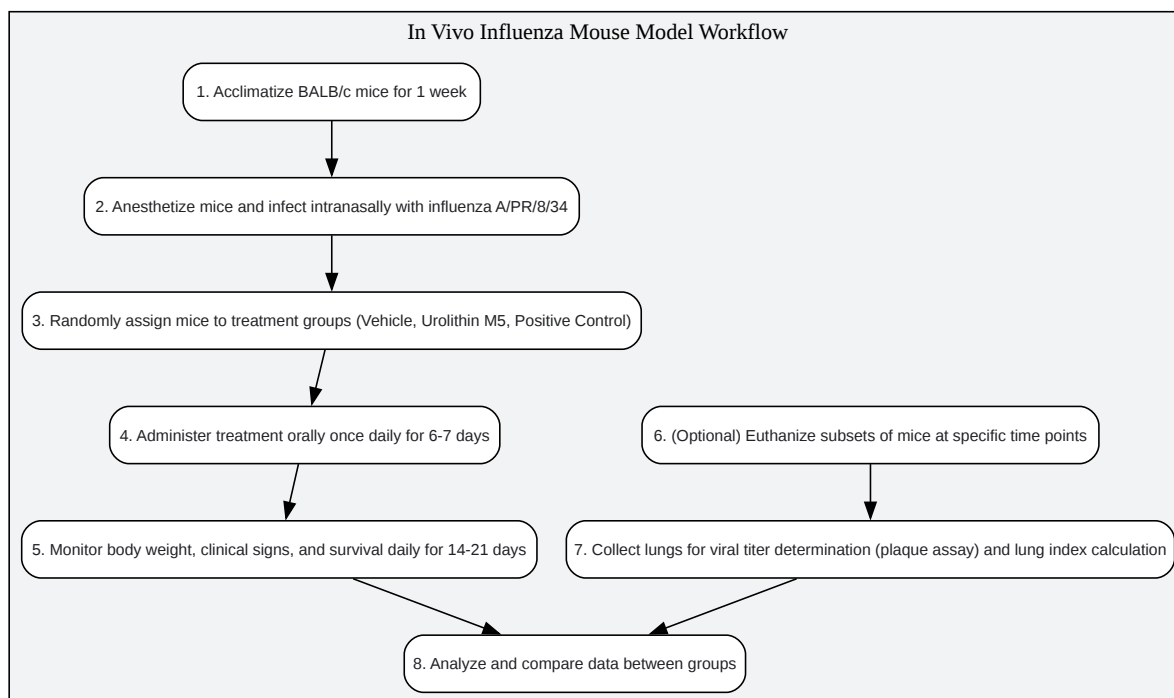 In Vivo Influenza Mouse Model Workflow
1. Acclimatize BALB/c mice for 1 week
2. Anesthetize mice and infect intranasally with influenza A/PR/8/34
3. Randomly assign mice to treatment groups (Vehicle, Urolithin M5, Positive Control)
4. Administer treatment orally once daily for 6-7 days
6. (Optional) Euthanize subsets of mice at specific time points
5. Monitor body weight, clinical signs, and survival daily for 14-21 days
7. Collect lungs for viral titer determination (plaque assay) and lung index calculation
8. Analyze and compare data between groups